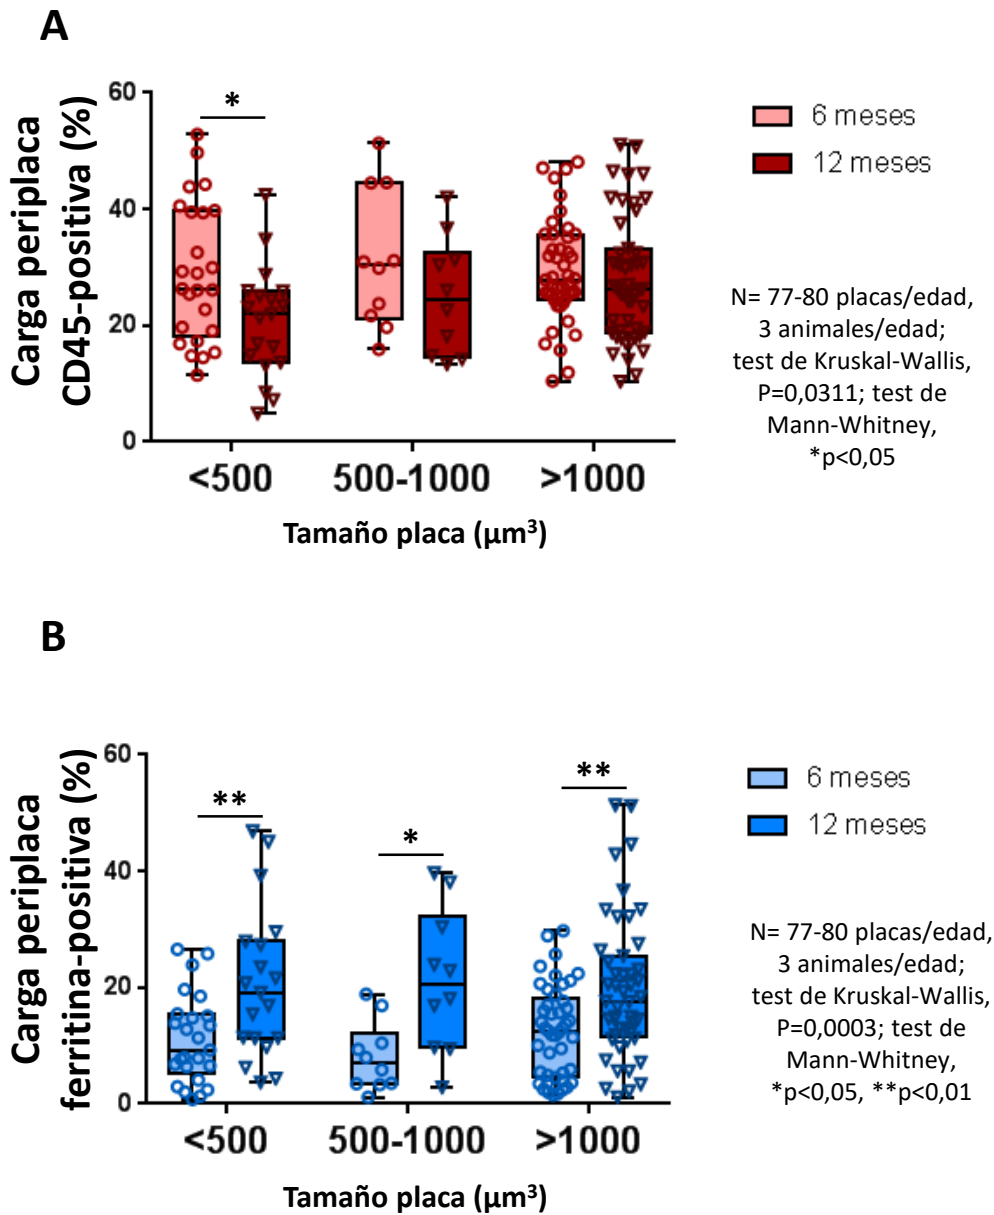 A
Carga periplaca
CD45-positiva (%)
60
40
20
0
*
<500
500-1000
>1000
Tamaño placa (µm³)
6 meses
12 meses
N= 77-80 placas/edad,
3 animales/edad;
test de Kruskal-Wallis,
P=0,0311; test de
Mann-Whitney,
*p<0,05
B
Carga periplaca
ferritina-positiva (%)
60
40
20
0
**
*
**
<500
500-1000
>1000
Tamaño placa (µm³)
6 meses
12 meses
N= 77-80 placas/edad,
3 animales/edad;
test de Kruskal-Wallis,
P=0,0003; test de
Mann-Whitney,
*p<0,05, **p<0,01